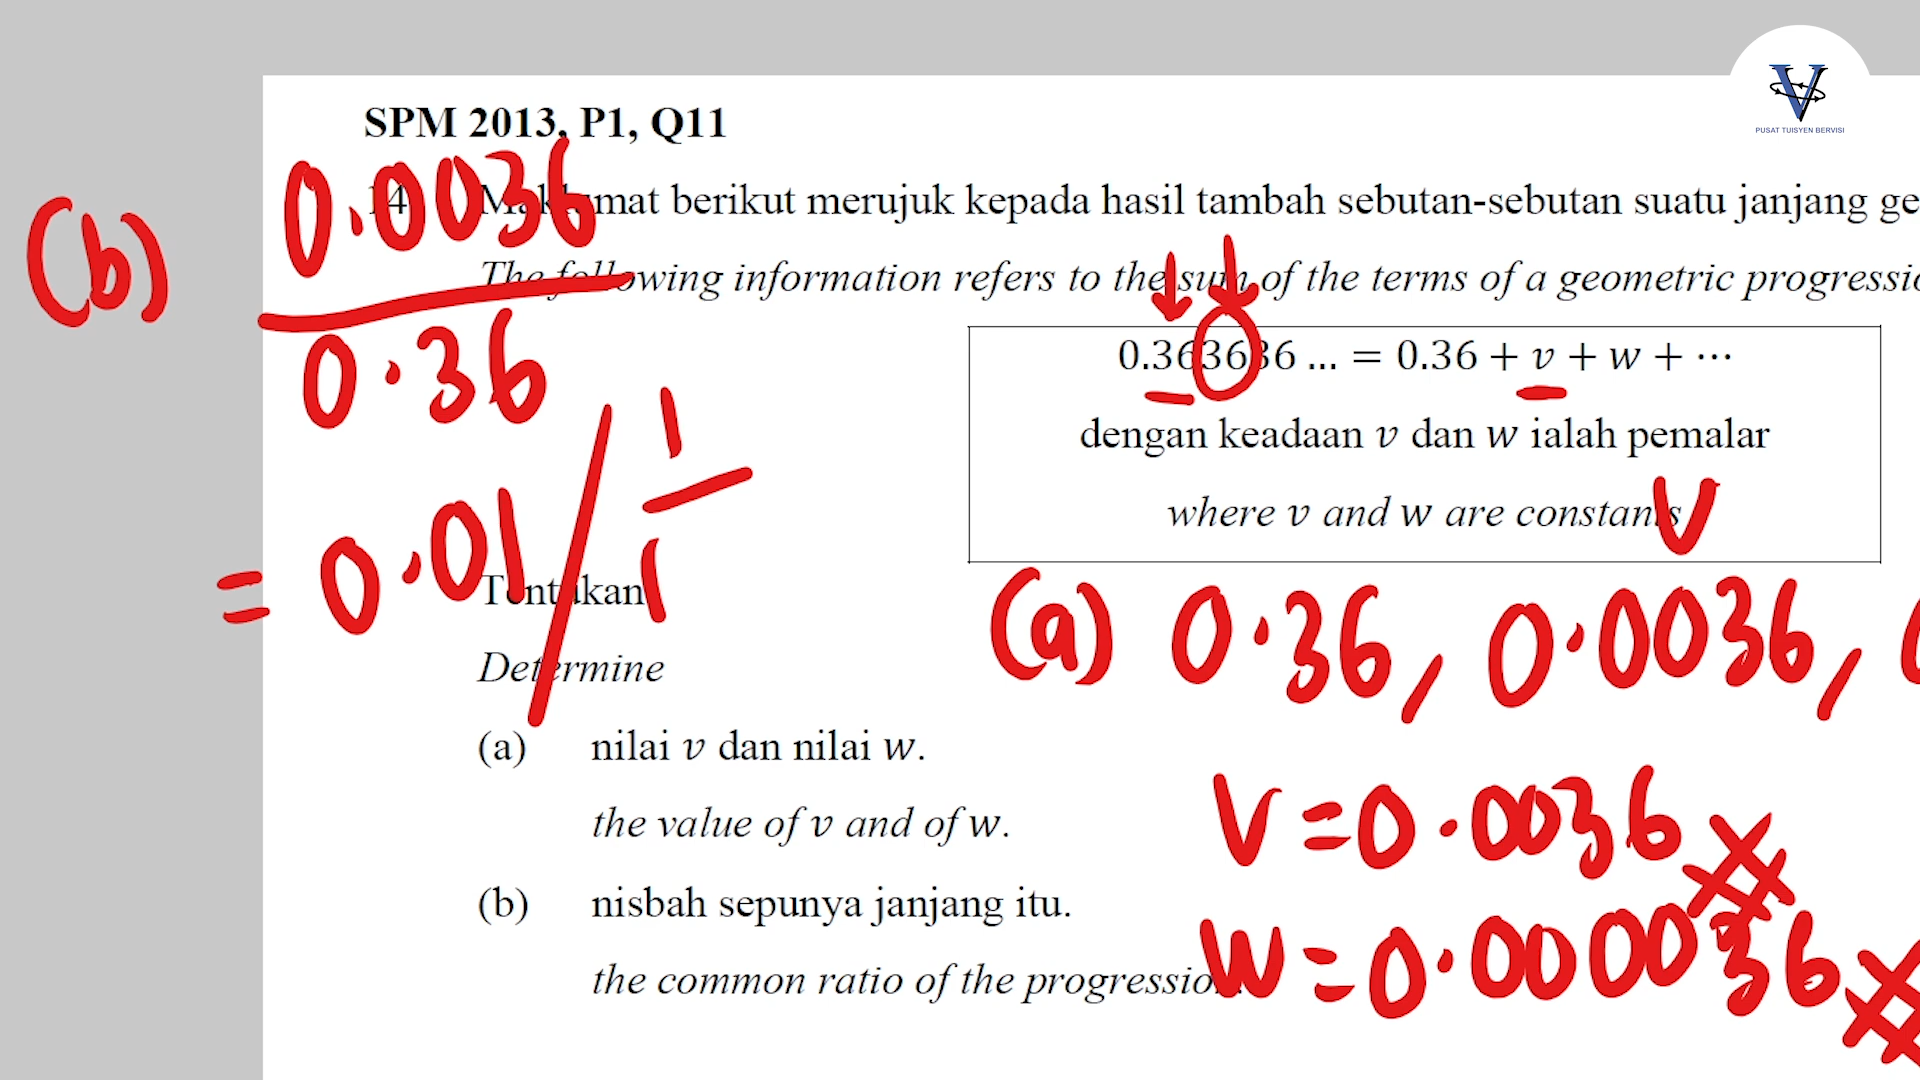 PUSAT TUISYEN BERVISI
SPM 2013, P1, Q11
14 Maklumat berikut merujuk kepada hasil tambah sebutan-sebutan suatu janjang ge
The following information refers to the sum of the terms of a geometric progressi
0.363636 ... = 0.36 + v + w + ⋯
dengan keadaan v dan w ialah pemalar
where v and w are constants
V
Tentukan
Determine
(a) nilai v dan nilai w.
the value of v and of w.
(b) nisbah sepunya janjang itu.
the common ratio of the progression.
(a) 0.36, 0.0036,
V = 0.0036
W = 0.000036
(b) 0.0036
0.36
= 0.01 / 1
1